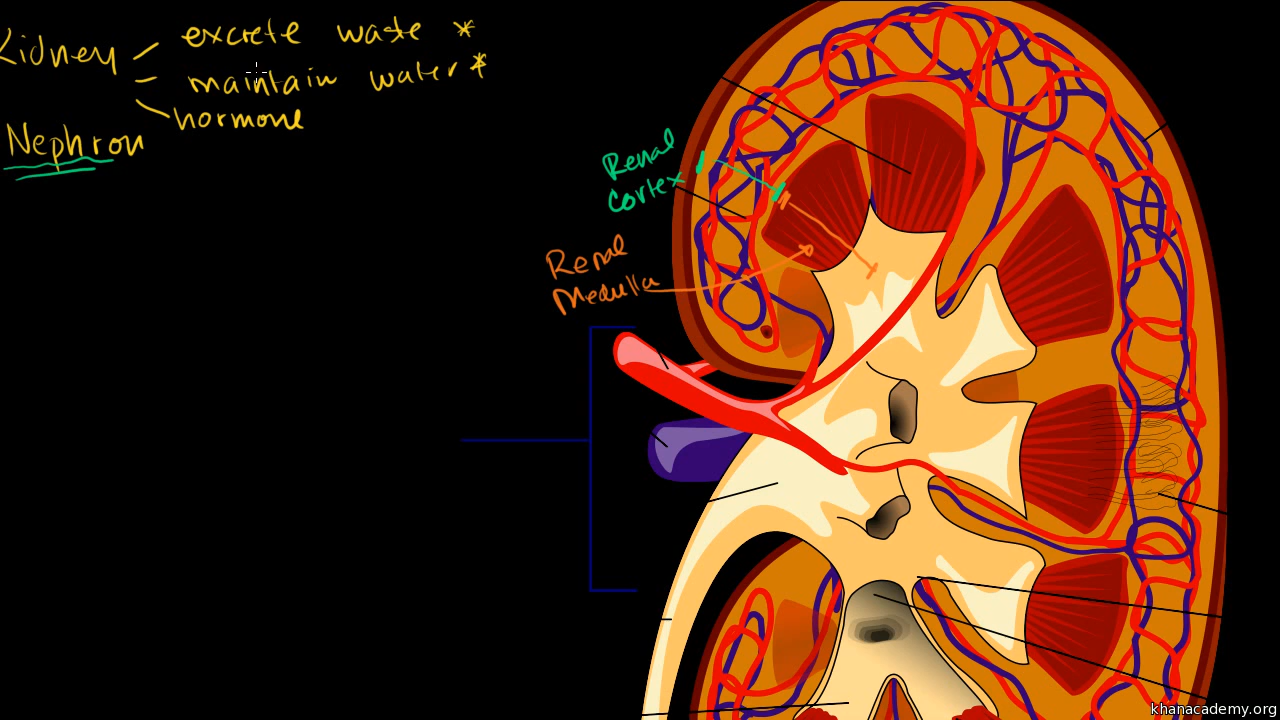 Kidney
excrete waste *
maintain water *
hormone
Nephron
Renal
Cortex
Renal
Medulla
khanacademy.org